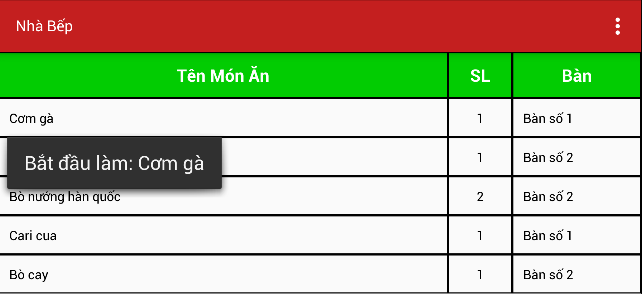 Nhà Bếp
Tên Món Ăn SL Bàn
Cơm gà 1 Bàn số 1
Bắt đầu làm: Cơm gà
1 Bàn số 2
Bò nướng hàn quốc 2 Bàn số 2
Cari cua 1 Bàn số 1
Bò cay 1 Bàn số 2